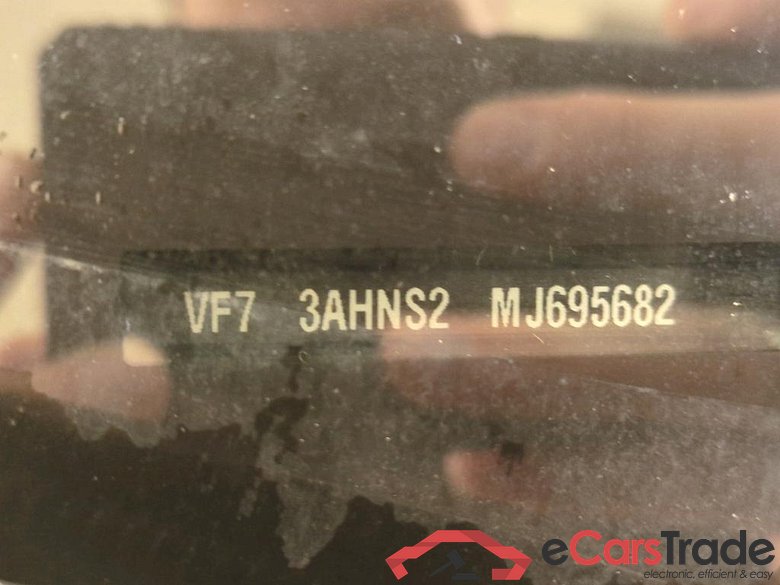 VF7 3AHNS2 MJ695682
eCarsTrade
electronic, efficient & easy